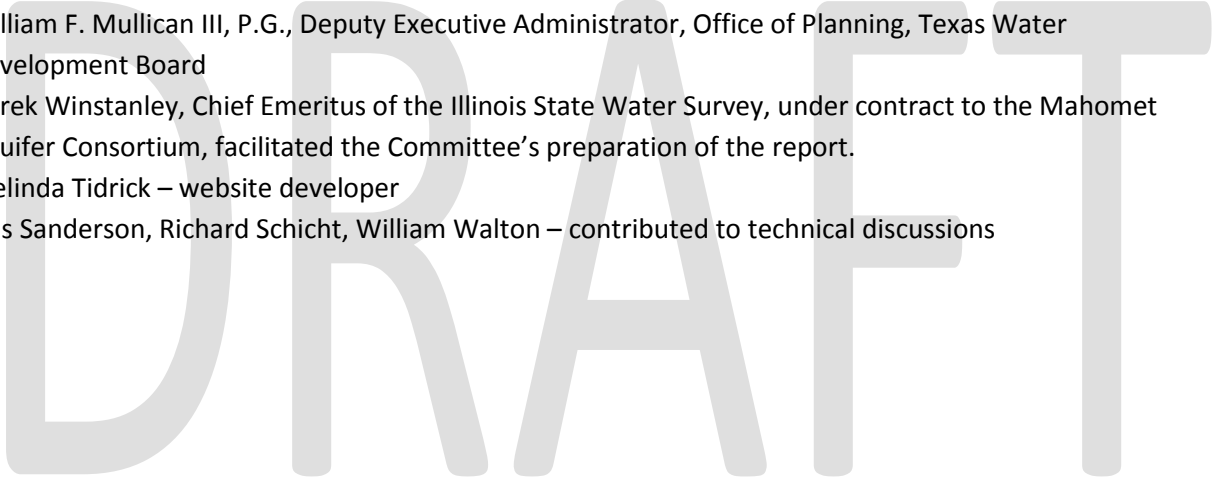 lliam F. Mullican III, P.G., Deputy Executive Administrator, Office of Planning, Texas Water
velopment Board
rek Winstanley, Chief Emeritus of the Illinois State Water Survey, under contract to the Mahomet
uifer Consortium, facilitated the Committee’s preparation of the report.
elinda Tidrick – website developer
s Sanderson, Richard Schicht, William Walton – contributed to technical discussions
DRAFT